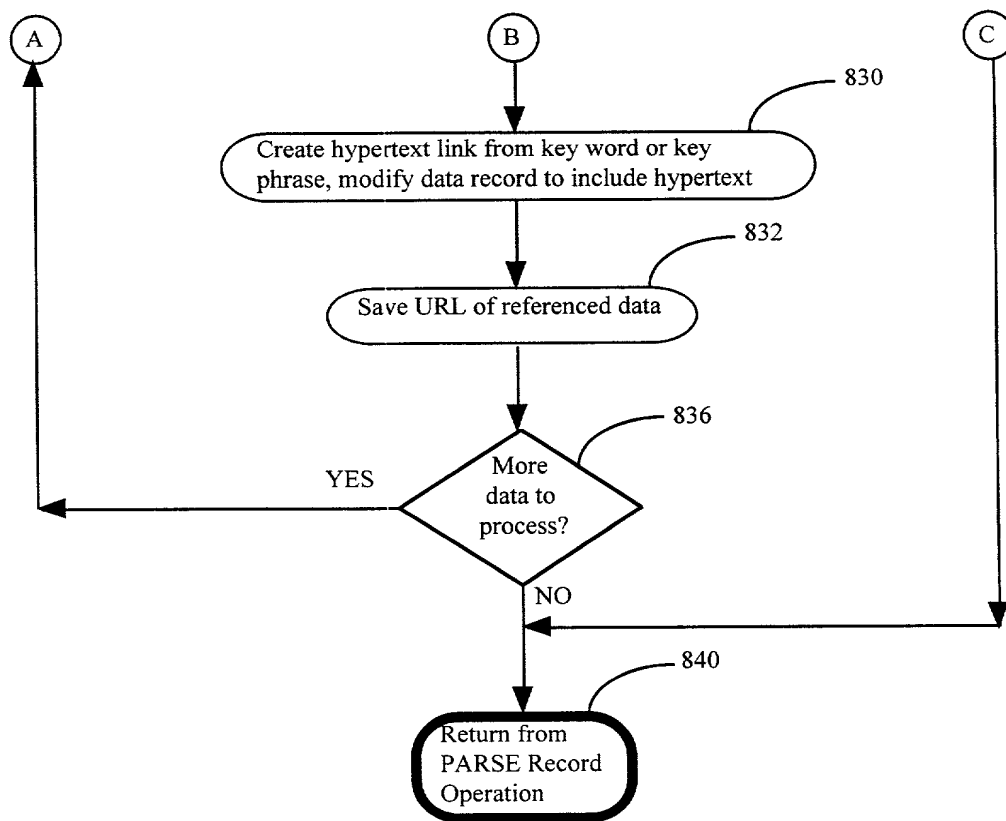 A
B
C
830
Create hypertext link from key word or key
phrase, modify data record to include hypertext
832
Save URL of referenced data
836
More
data to
process?
YES
NO
840
Return from
PARSE Record
Operation